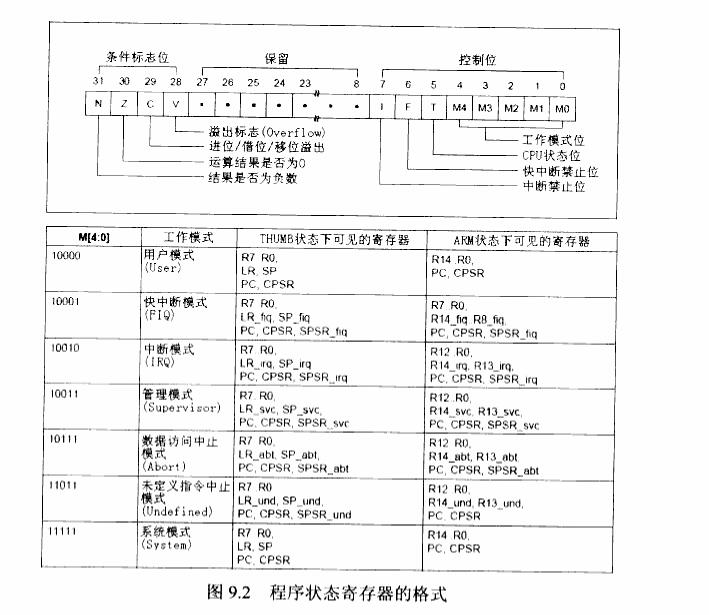 条件标志位 保留 控制位
31 30 29 28 27 26 25 24 23 8 7 6 5 4 3 2 1 0
N Z C V • • • • • • • I F T M4 M3 M2 M1 M0
溢出标志(Overflow)
进位/借位/移位溢出
运算结果是否为0
结果是否为负数
工作模式位
CPU状态位
快中断禁止位
中断禁止位
M[4:0] 工作模式 THUMB状态下可见的寄存器 ARM状态下可见的寄存器
10000 用户模式 R7 R0, R14 R0,
(User) LR, SP PC, CPSR
PC, CPSR
10001 快中断模式 R7 R0, R7 R0,
(FIQ) LR_fiq, SP_fiq R14_fiq R8_fiq,
PC, CPSR, SPSR_fiq PC, CPSR, SPSR_fiq
10010 中断模式 R7 R0, R12 R0,
(IRQ) LR_irq, SP_irq R14_irq, R13_irq,
PC, CPSR, SPSR_irq PC, CPSR, SPSR_irq
10011 管理模式 R7 R0, R12 R0,
(Supervisor) LR_svc, SP_svc, R14_svc, R13_svc,
PC, CPSR, SPSR_svc PC, CPSR, SPSR_svc
10111 数据访问中止 R7 R0, R12 R0,
模式 LR_abt, SP_abt, R14_abt, R13_abt,
(Abort) PC, CPSR, SPSR_abt PC, CPSR, SPSR_abt
11011 未定义指令中止 R7 R0 R12 R0,
模式 LR_und, SP_und, R14_und, R13_und,
(Undefined) PC, CPSR, SPSR_und PC, CPSR
11111 系统模式 R7 R0, R14 R0,
(System) LR, SP PC, CPSR
PC, CPSR
图 9.2 程序状态寄存器的格式